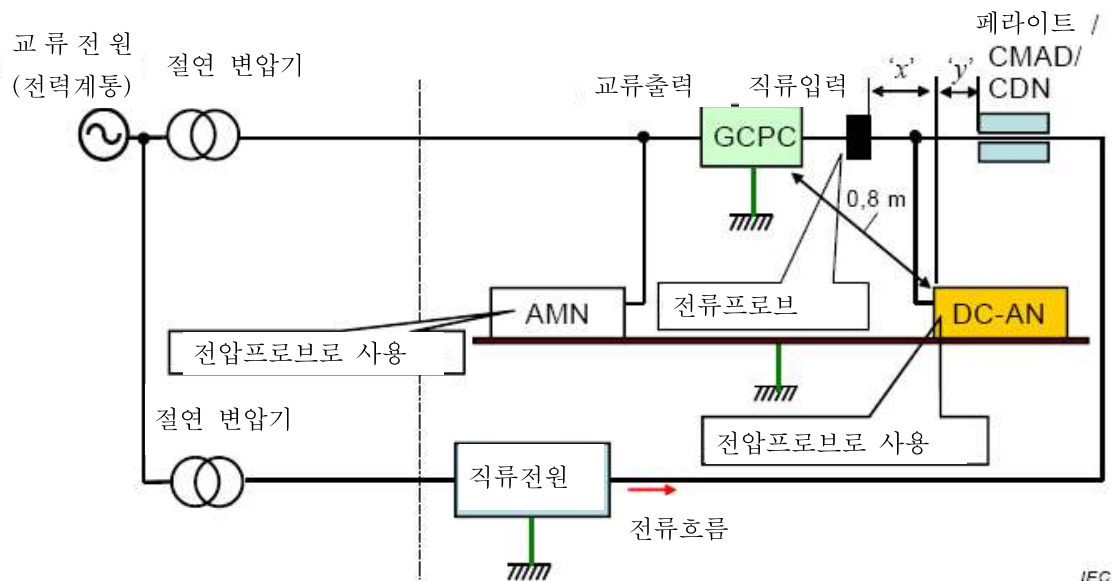 교 류 전 원
(전력계통)
절연 변압기
교류출력
직류입력
'x'
'y'
페라이트 /
CMAD/
CDN
GCPC
0,8 m
전류프로브
AMN
DC-AN
전압프로브로 사용
절연 변압기
전압프로브로 사용
직류전원
전류흐름
IEC